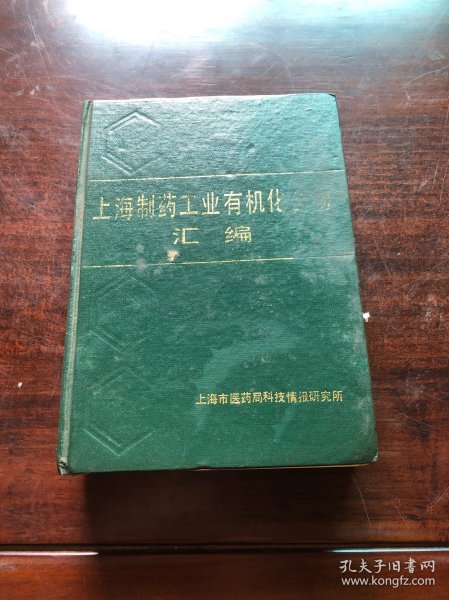 上海制药工业有机化
汇编
上海市医药局科技情报研究所
孔夫子旧书网
www.kongfz.com